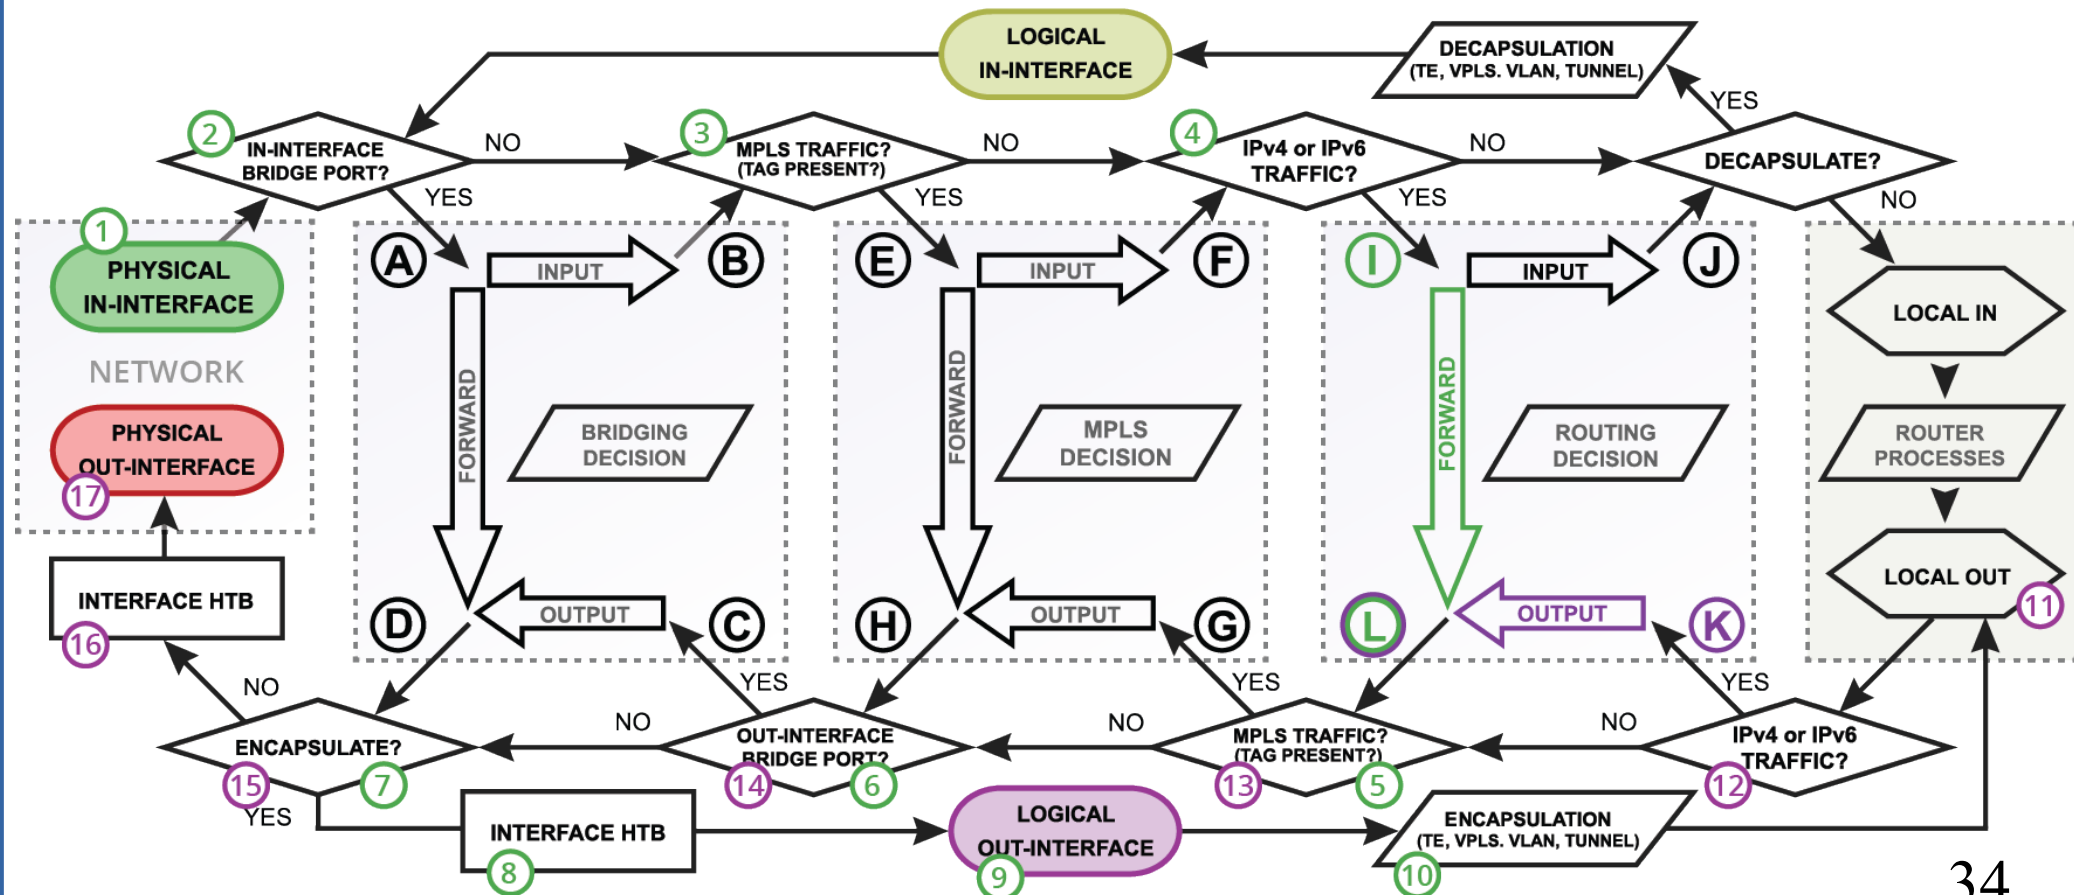 LOGICAL
IN-INTERFACE
DECAPSULATION
(TE, VPLS. VLAN, TUNNEL)
YES
2
IN-INTERFACE
BRIDGE PORT?
NO
3
MPLS TRAFFIC?
(TAG PRESENT?)
NO
4
IPv4 or IPv6
TRAFFIC?
NO
DECAPSULATE?
YES
YES
YES
NO
1
PHYSICAL
IN-INTERFACE
NETWORK
PHYSICAL
OUT-INTERFACE
17
INTERFACE HTB
16
A
INPUT
B
FORWARD
BRIDGING
DECISION
D
OUTPUT
C
E
INPUT
F
FORWARD
MPLS
DECISION
H
OUTPUT
G
I
INPUT
J
FORWARD
ROUTING
DECISION
L
OUTPUT
K
LOCAL IN
ROUTER
PROCESSES
LOCAL OUT
11
NO
YES
YES
YES
ENCAPSULATE?
15
7
YES
NO
OUT-INTERFACE
BRIDGE PORT?
14
6
NO
MPLS TRAFFIC?
(TAG PRESENT?)
13
5
NO
IPv4 or IPv6
TRAFFIC?
12
INTERFACE HTB
8
LOGICAL
OUT-INTERFACE
9
ENCAPSULATION
(TE, VPLS. VLAN, TUNNEL)
10
34